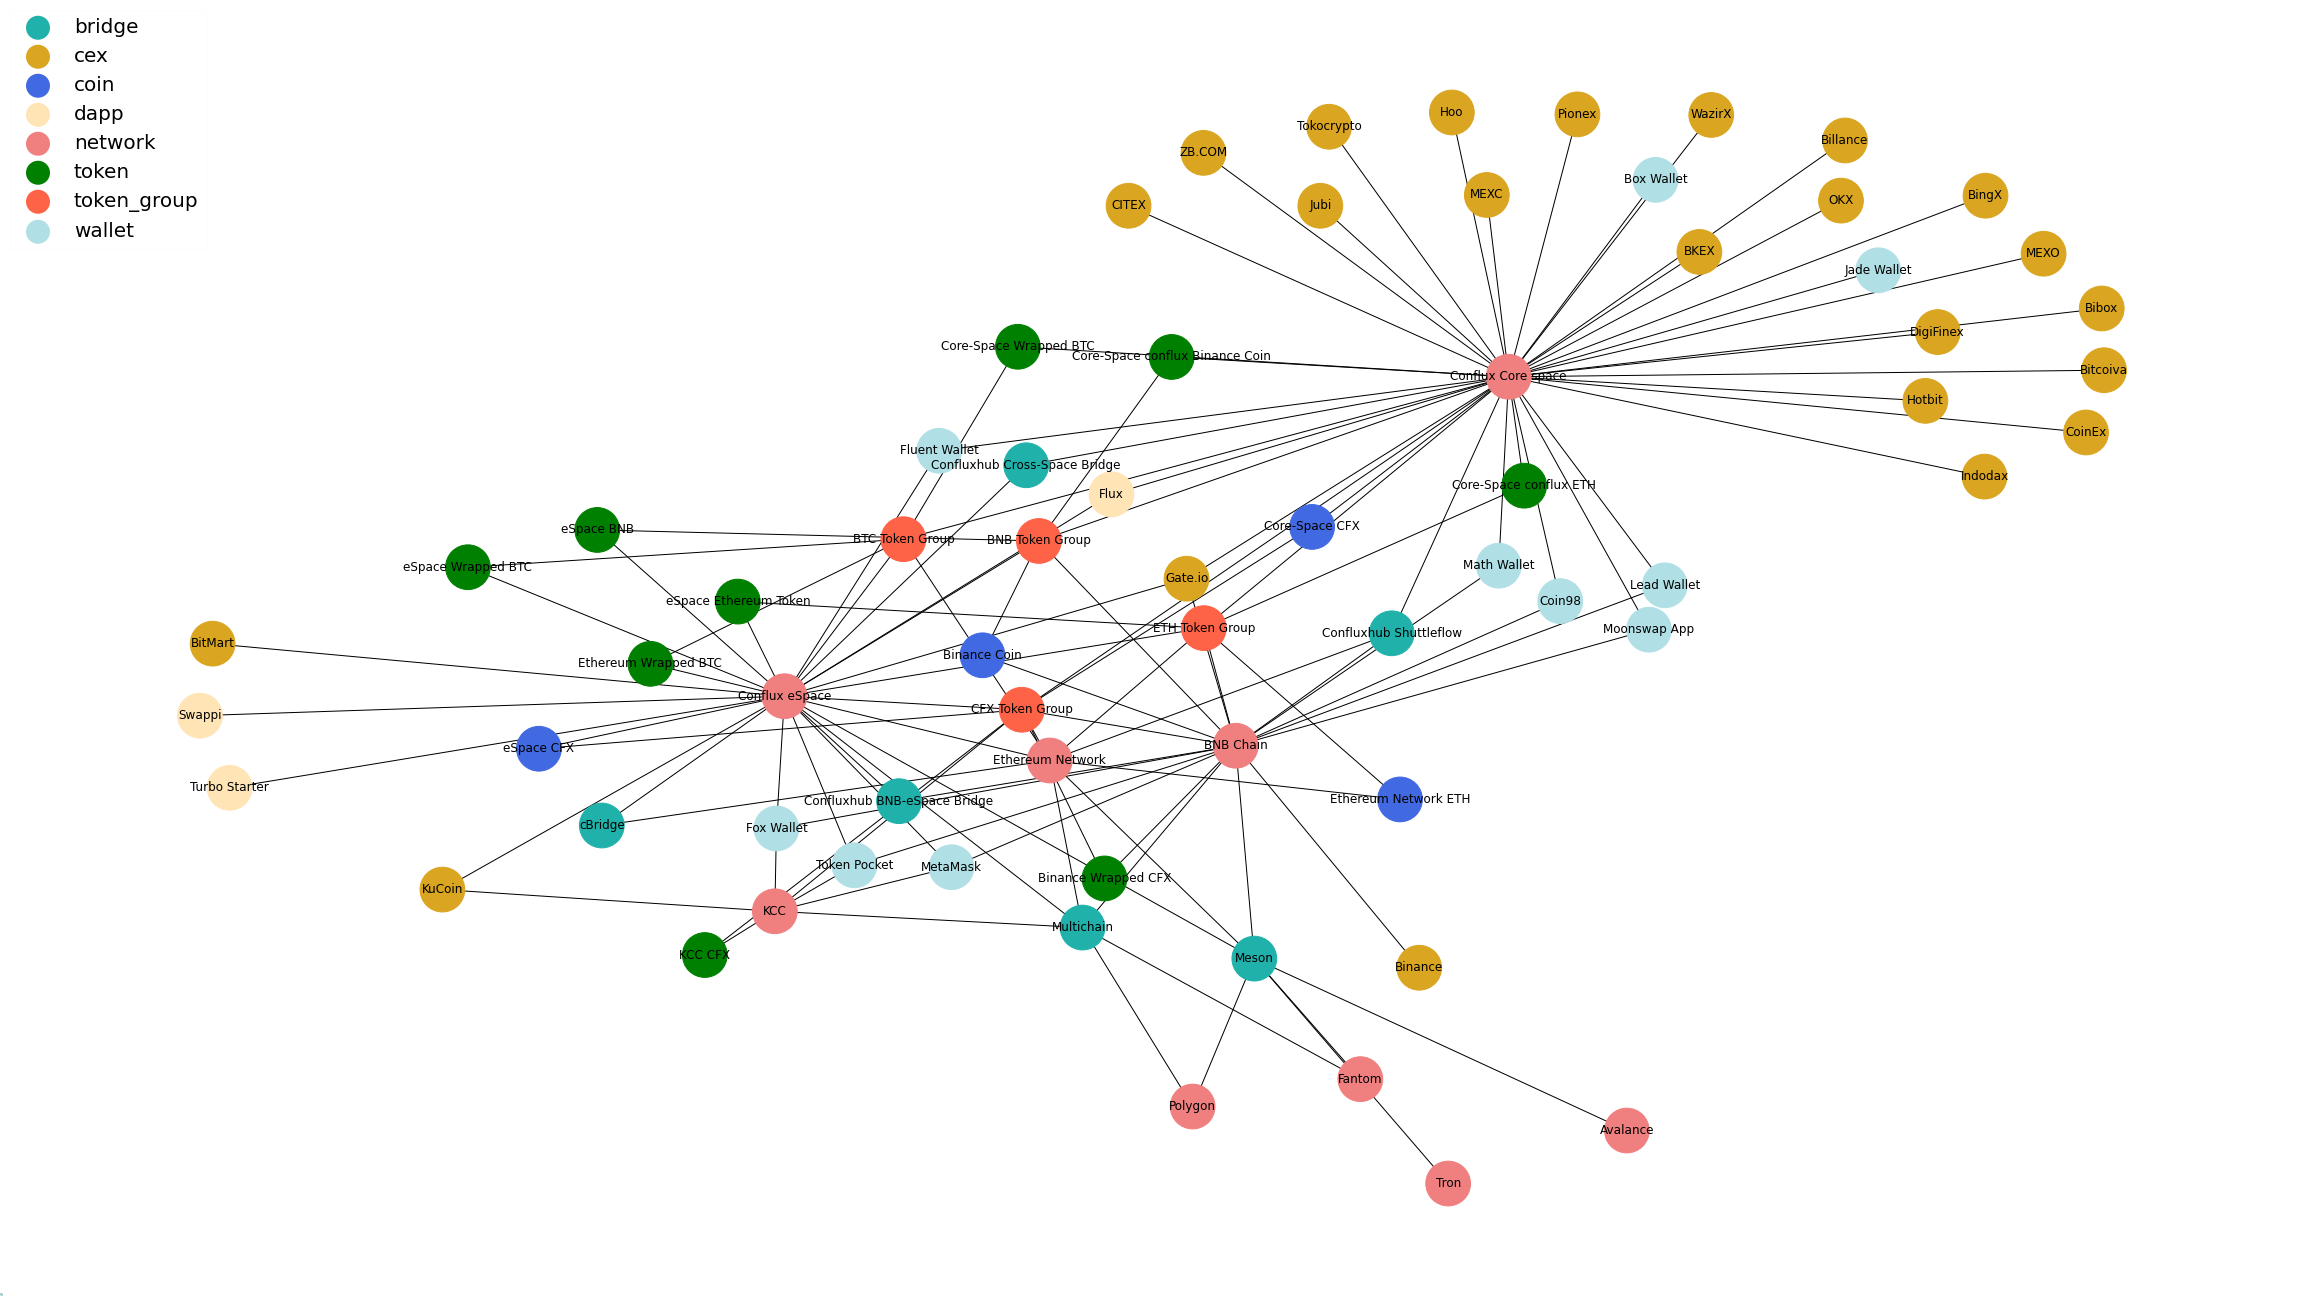 bridge
cex
coin
dapp
network
token
token_group
wallet
Hoo
Pionex
WazirX
Tokocrypto
Billance
ZB.COM
Box Wallet
MEXC
BingX
OKX
CITEX
Jubi
BKEX
MEXO
Jade Wallet
Bibox
DigiFinex
Core-Space Wrapped BTC
Core-Space conflux Binance Coin
Bitcoiva
Conflux Core space
Hotbit
CoinEx
Fluent Wallet
Confluxhub Cross-Space Bridge
Indodax
Core-Space conflux ETH
Flux
Core-Space CFX
eSpace BNB
BTC Token Group
BNB Token Group
eSpace Wrapped BTC
Math Wallet
Gate.io
Lead Wallet
eSpace Ethereum Token
Coin98
ETH Token Group
Moonswap App
Confluxhub Shuttleflow
BitMart
Binance Coin
Ethereum Wrapped BTC
Conflux eSpace
CFX Token Group
Swappi
BNB Chain
eSpace CFX
Ethereum Network
Turbo Starter
Ethereum Network ETH
Confluxhub BNB-eSpace Bridge
cBridge
Fox Wallet
Token Pocket
MetaMask
Binance Wrapped CFX
KuCoin
KCC
Multichain
KCC CFX
Meson
Binance
Fantom
Polygon
Avalance
Tron